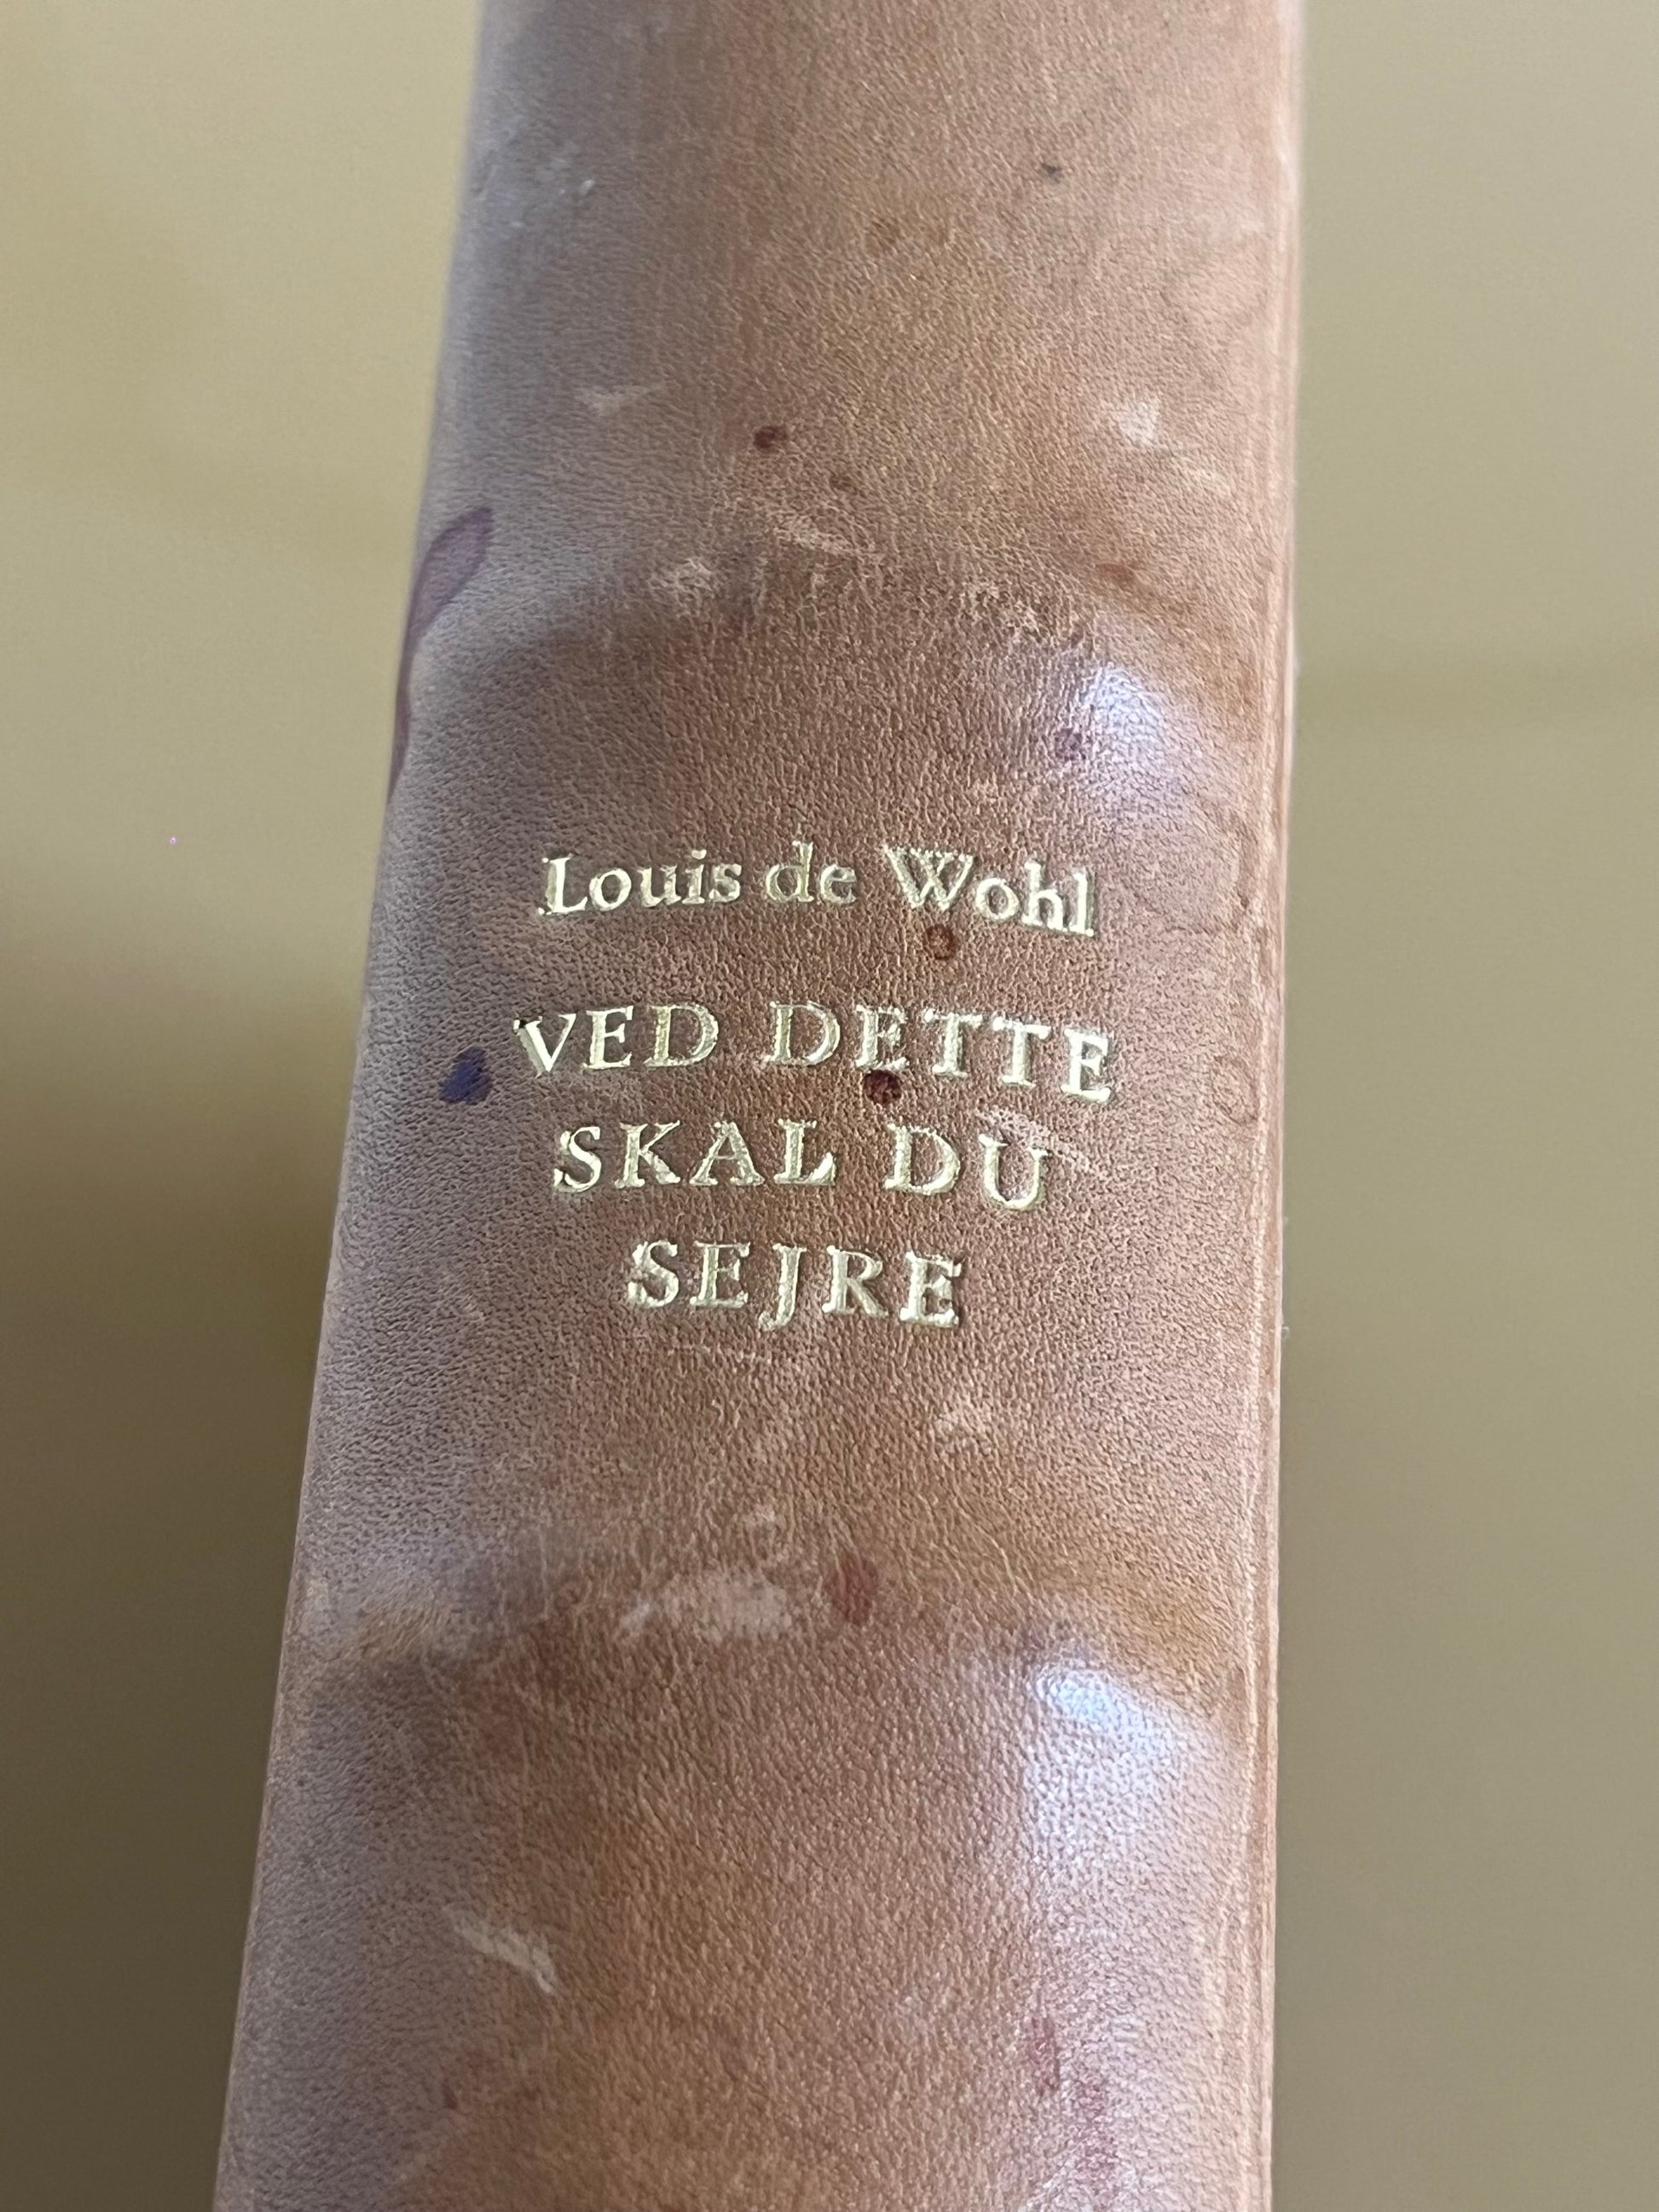 Louis de Wohl
VED DETTE
SKAL DU
SEJRE